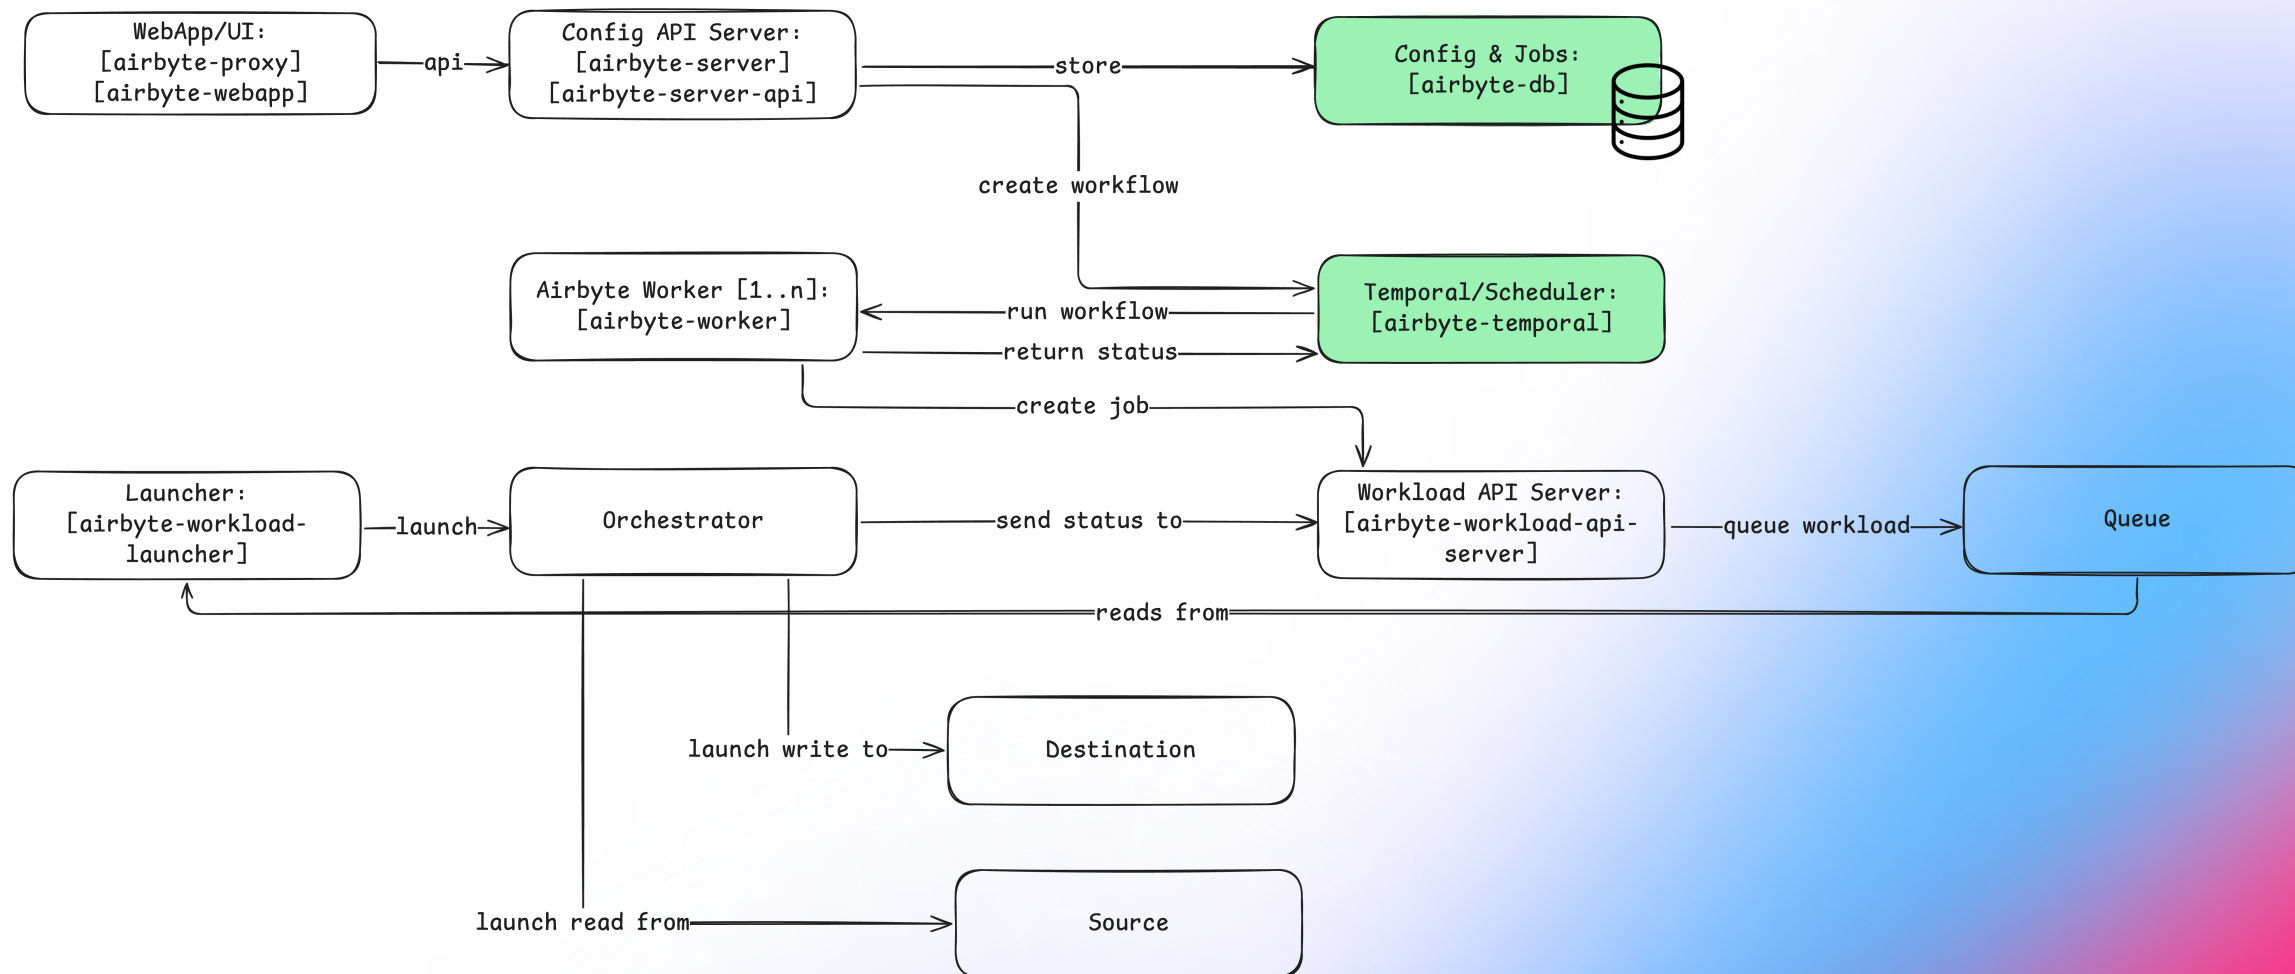 WebApp/UI:
[airbyte-proxy]
[airbyte-webapp]
api
Config API Server:
[airbyte-server]
[airbyte-server-api]
store
Config & Jobs:
[airbyte-db]
create workflow
Airbyte Worker [1..n]:
[airbyte-worker]
run workflow
return status
Temporal/Scheduler:
[airbyte-temporal]
create job
Launcher:
[airbyte-workload-
launcher]
launch
Orchestrator
send status to
Workload API Server:
[airbyte-workload-api-
server]
queue workload
Queue
reads from
launch write to
Destination
launch read from
Source